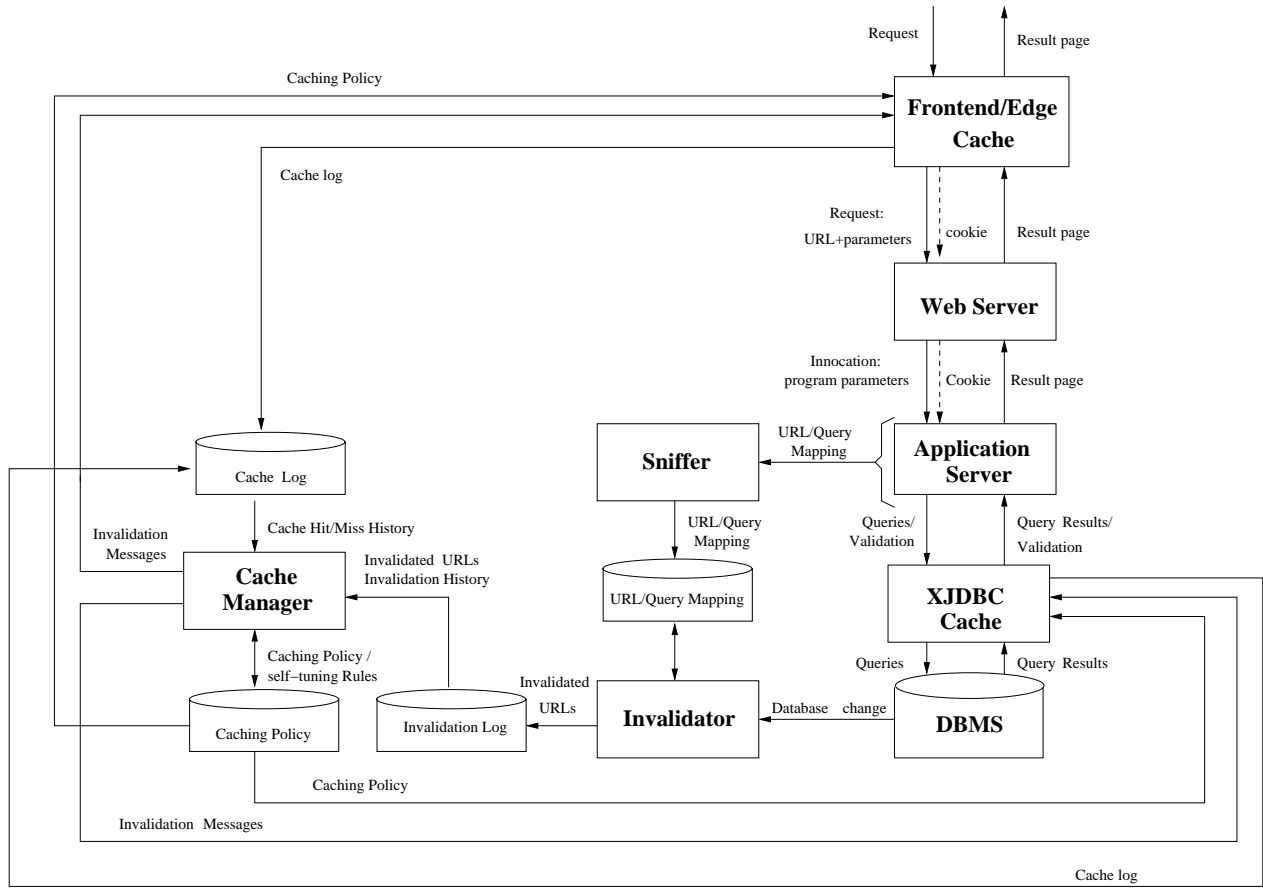 Request
Result page
Caching Policy
Frontend/Edge
Cache
Cache log
Request:
URL+parameters
cookie
Result page
Web Server
Innocation:
program parameters
Cookie
Result page
URL/Query
Mapping
Application
Server
Sniffer
Cache Log
Cache Hit/Miss History
URL/Query
Mapping
Queries/
Validation
Query Results/
Validation
Invalidation
Messages
Invalidated URLs
Invalidation History
Cache
Manager
URL/Query Mapping
XJDBC
Cache
Caching Policy /
self-tuning Rules
Queries
Query Results
Invalidated
URLs
Invalidator
Database change
DBMS
Caching Policy
Invalidation Log
Caching Policy
Invalidation Messages
Cache log